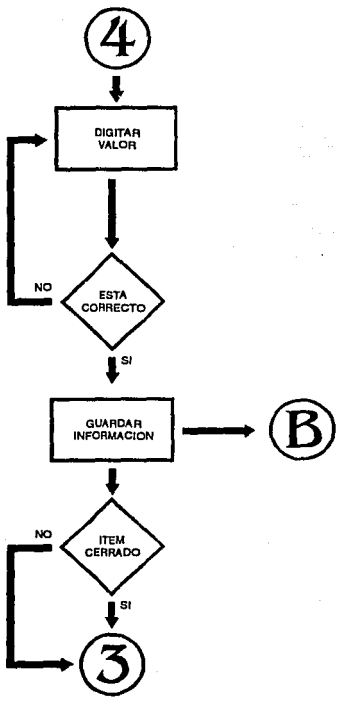 4
DIGITAR
VALOR
NO
ESTA
CORRECTO
SI
GUARDAR
INFORMACION
B
NO
ITEM
CERRADO
SI
3